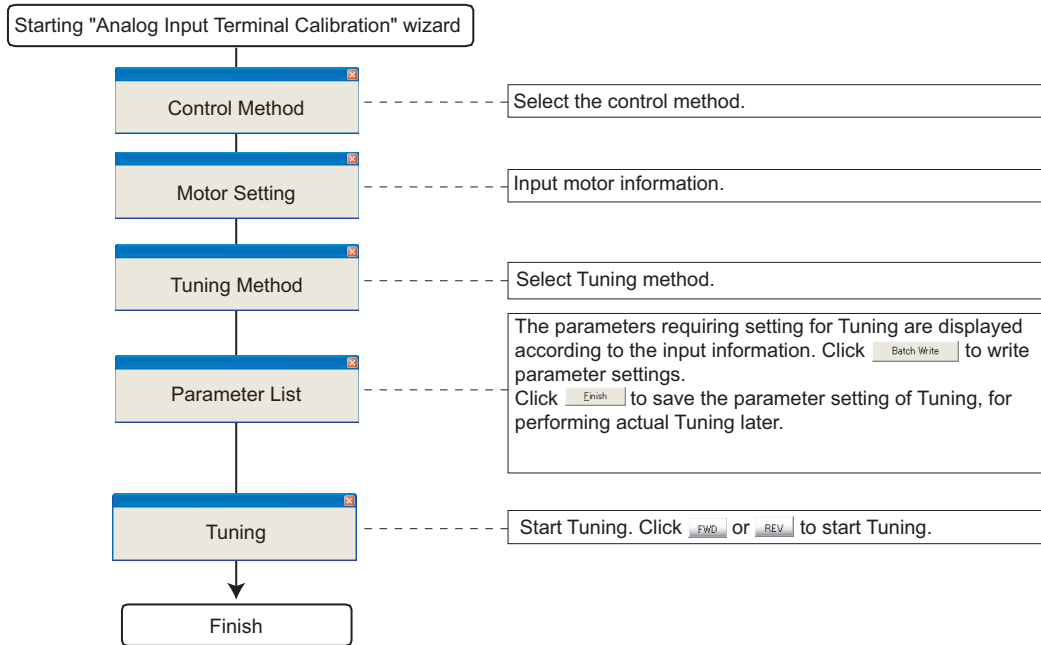 Starting "Analog Input Terminal Calibration" wizard
Control Method
Select the control method.
Motor Setting
Input motor information.
Tuning Method
Select Tuning method.
Parameter List
The parameters requiring setting for Tuning are displayed
according to the input information. Click Batch Write to write
parameter settings.
Click Finish to save the parameter setting of Tuning, for
performing actual Tuning later.
Tuning
Start Tuning. Click FWD or REV to start Tuning.
Finish